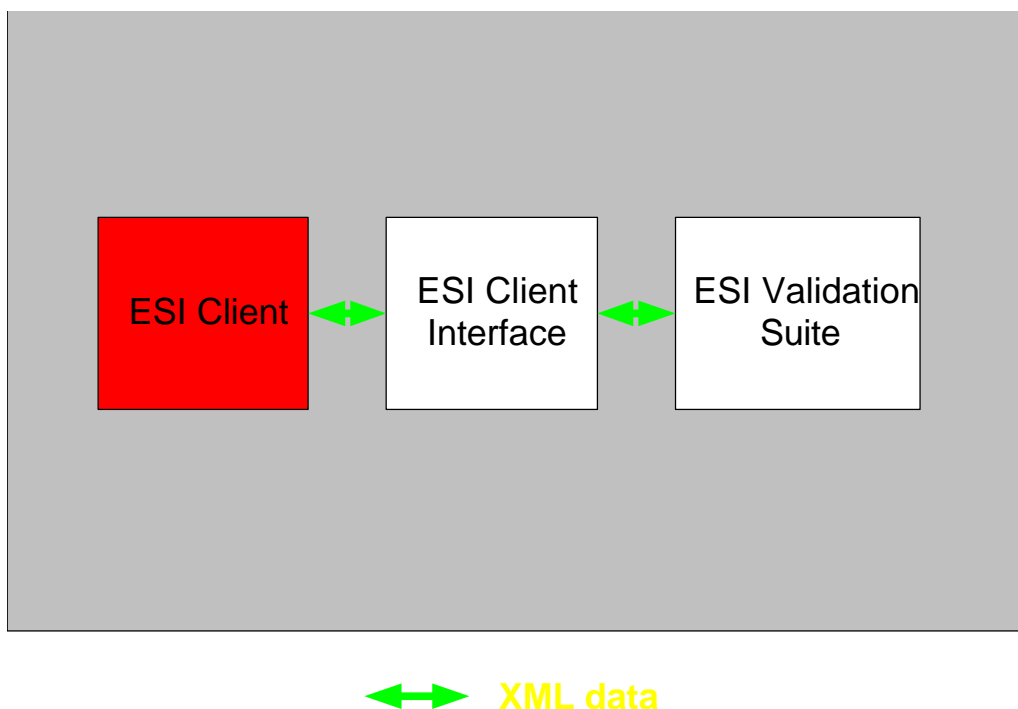 ESI Client
ESI Client
Interface
ESI Validation
Suite
XML data